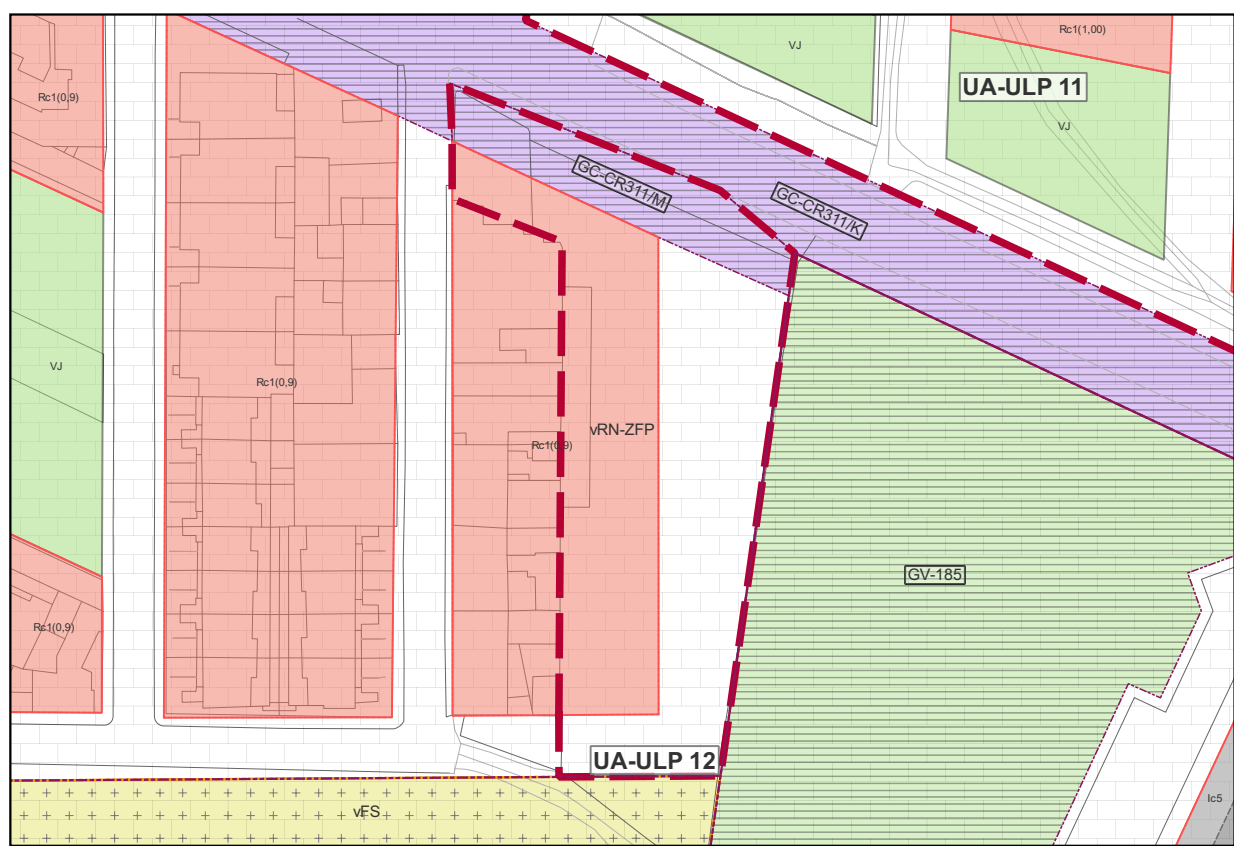 Rc1(1,00)
VJ
UA-ULP 11
Rc1(0,9)
VJ
GC-CR311/M
GC-CR311/K
VJ
Rc1(0,9)
vRN-ZFP
Rc1(0,9)
GV-185
Rc1(0,9)
UA-ULP 12
Ic5
vFS